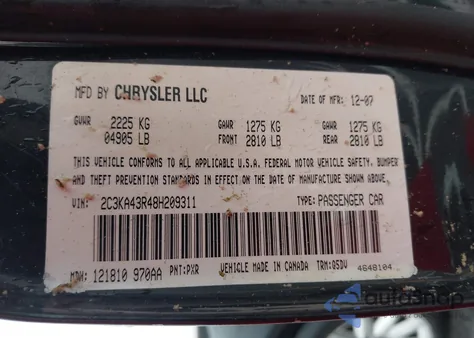 MFD BY CHRYSLER LLC
DATE OF MFR: 12-07
GVWR 2225 KG GAWR 1275 KG GAWR 1275 KG
04905 LB FRONT 2810 LB REAR 2810 LB
THIS VEHICLE CONFORMS TO ALL APPLICABLE U.S.A. FEDERAL MOTOR VEHICLE SAFETY, BUMPER
AND THEFT PREVENTION STANDARDS IN EFFECT ON THE DATE OF MANUFACTURE SHOWN ABOVE.
VIN: 2C3KA43R48H209311 TYPE: PASSENGER CAR
MDH: 121810 970AA PNT: PXR VEHICLE MADE IN CANADA TRM: QSDV
4648104
autosnap